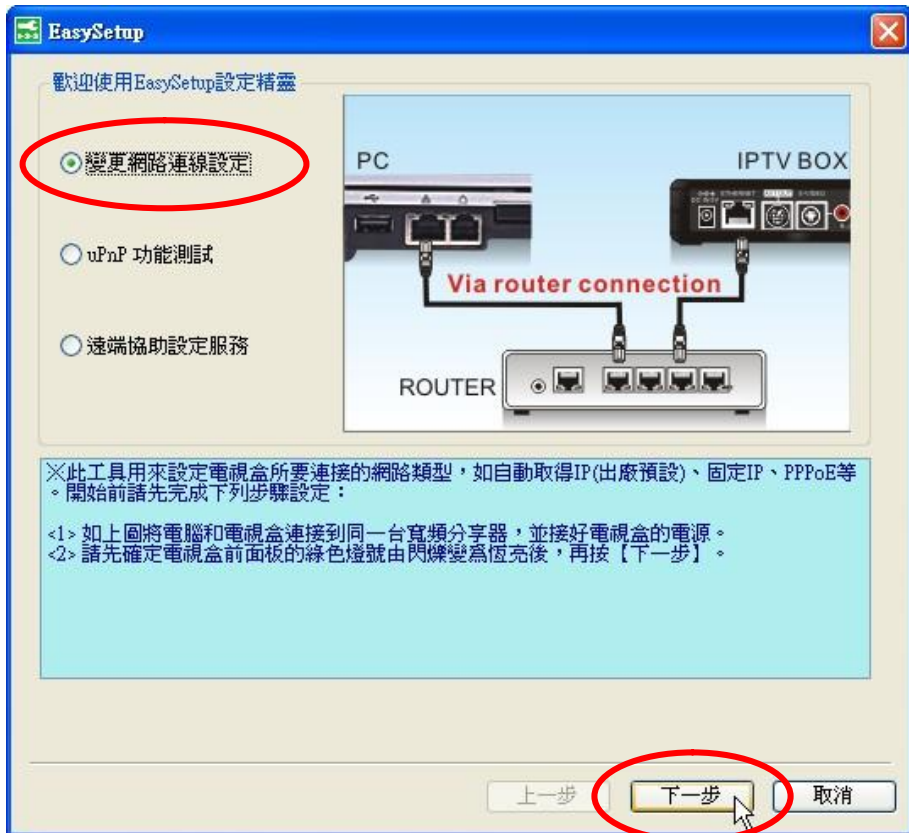 EasySetup
歡迎使用EasySetup設定精靈
變更網路連線設定
uPnP 功能測試
遠端協助設定服務
PC
IPTV BOX
Via router connection
ROUTER
※此工具用來設定電視盒所要連接的網路類型，如自動取得IP(出廠預設)、固定IP、PPPoE等
。開始前請先完成下列步驟設定：
<1> 如上圖將電腦和電視盒連接到同一台寬頻分享器，並接好電視盒的電源。
<2> 請先確定電視盒前面板的綠色燈號由閃爍變為恆亮後，再按【下一步】。
上一步
下一步
取消